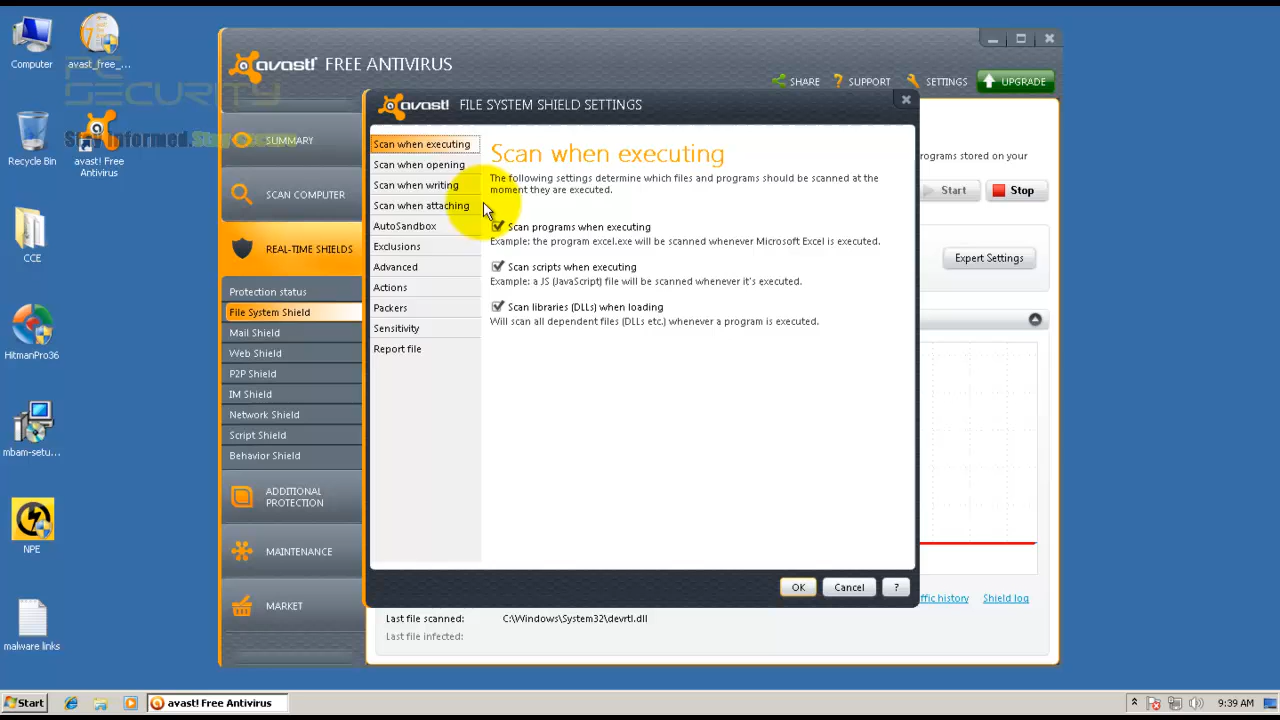 Computer
avast_free_...
Recycle Bin
avast! Free
Antivirus
CCE
HitmanPro36
mbam-setu...
NPE
malware links
PC
SECURITY
Stay Informed.
avast! FREE ANTIVIRUS
SHARE
SUPPORT
SETTINGS
UPGRADE
SUMMARY
SCAN COMPUTER
REAL-TIME SHIELDS
Protection status
File System Shield
Mail Shield
Web Shield
P2P Shield
IM Shield
Network Shield
Script Shield
Behavior Shield
ADDITIONAL
PROTECTION
MAINTENANCE
MARKET
avast! FILE SYSTEM SHIELD SETTINGS
Scan when executing
Scan when opening
Scan when writing
Scan when attaching
AutoSandbox
Exclusions
Advanced
Actions
Packers
Sensitivity
Report file
Scan when executing
The following settings determine which files and programs should be scanned at the
moment they are executed.
Scan programs when executing
Example: the program excel.exe will be scanned whenever Microsoft Excel is executed.
Scan scripts when executing
Example: a JS (JavaScript) file will be scanned whenever it's executed.
Scan libraries (DLLs) when loading
Will scan all dependent files (DLLs etc.) whenever a program is executed.
OK
Cancel
?
programs stored on your
Start
Stop
Expert Settings
ffic history
Shield log
Last file scanned: C:\Windows\System32\devrtl.dll
Last file infected:
Start
avast! Free Antivirus
9:39 AM